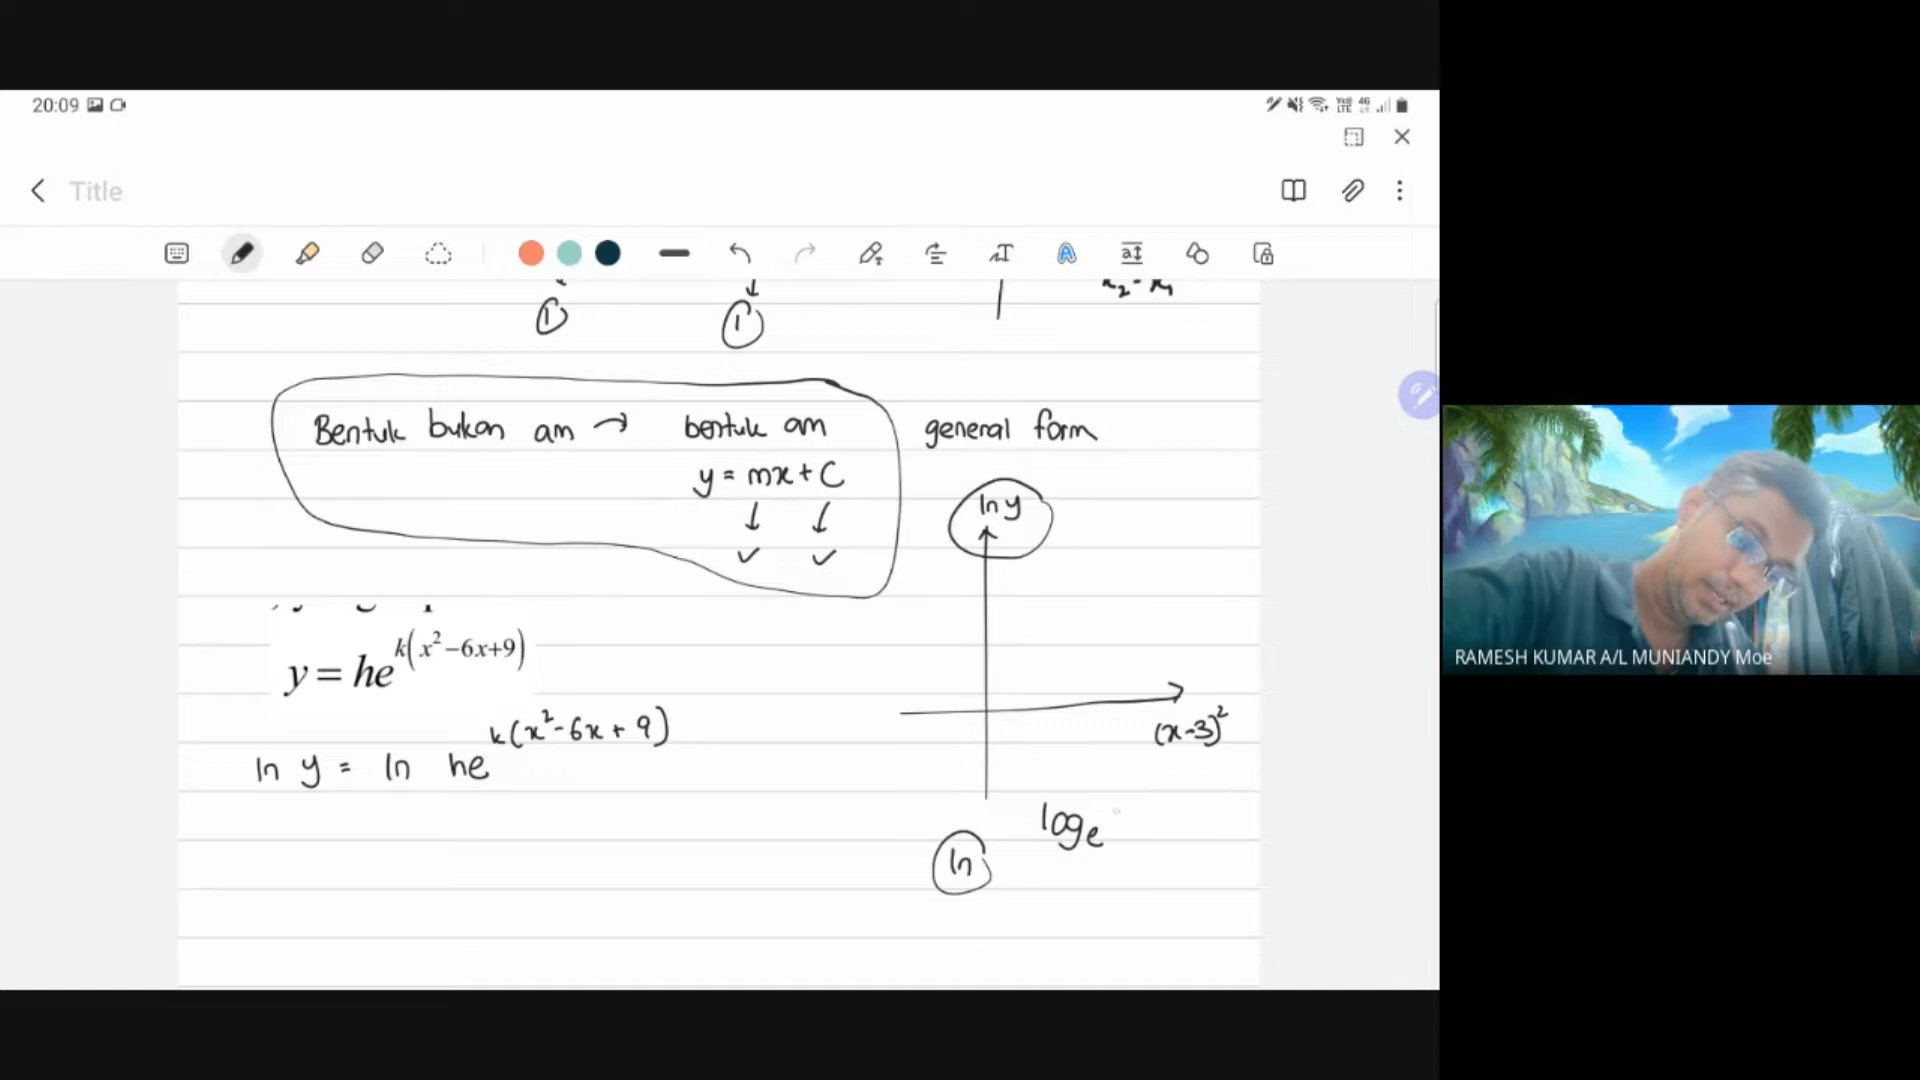 20:09
Title
x₂ - x₁
1 1
Bentuk bukan am → bentuk am general form
y = mx + C
ln y
y = he^{k(x²-6x+9)}
ln y = ln he^{k(x²-6x+9)}
(x-3)²
logₑ
ln
RAMESH KUMAR A/L MUNIANDY Moe